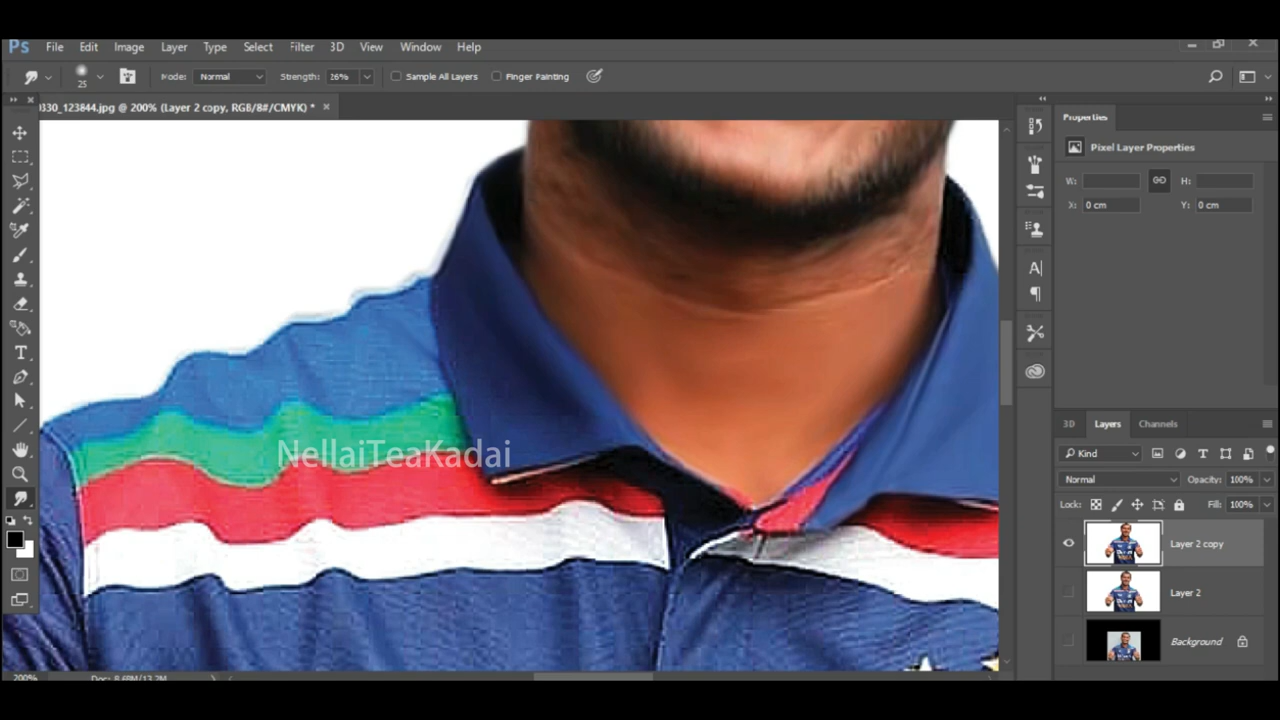 Ps File Edit Image Layer Type Select Filter 3D View Window Help
25 Mode: Normal Strength: 26% Sample All Layers Finger Painting
0330_123844.jpg @ 200% (Layer 2 copy, RGB/8#/CMYK) *
Properties
Pixel Layer Properties
W: H:
X: 0 cm Y: 0 cm
NellaiTeaKadai
3D Layers Channels
Kind
Normal Opacity: 100%
Lock: Fill: 100%
Layer 2 copy
Layer 2
Background
200% Doc: 8.68M/13.2M